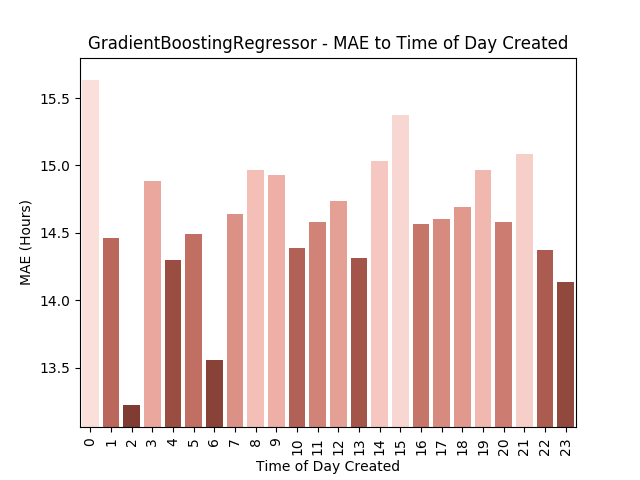 GradientBoostingRegressor - MAE to Time of Day Created
MAE (Hours)
15.5
15.0
14.5
14.0
13.5
0 1 2 3 4 5 6 7 8 9 10 11 12 13 14 15 16 17 18 19 20 21 22 23
Time of Day Created